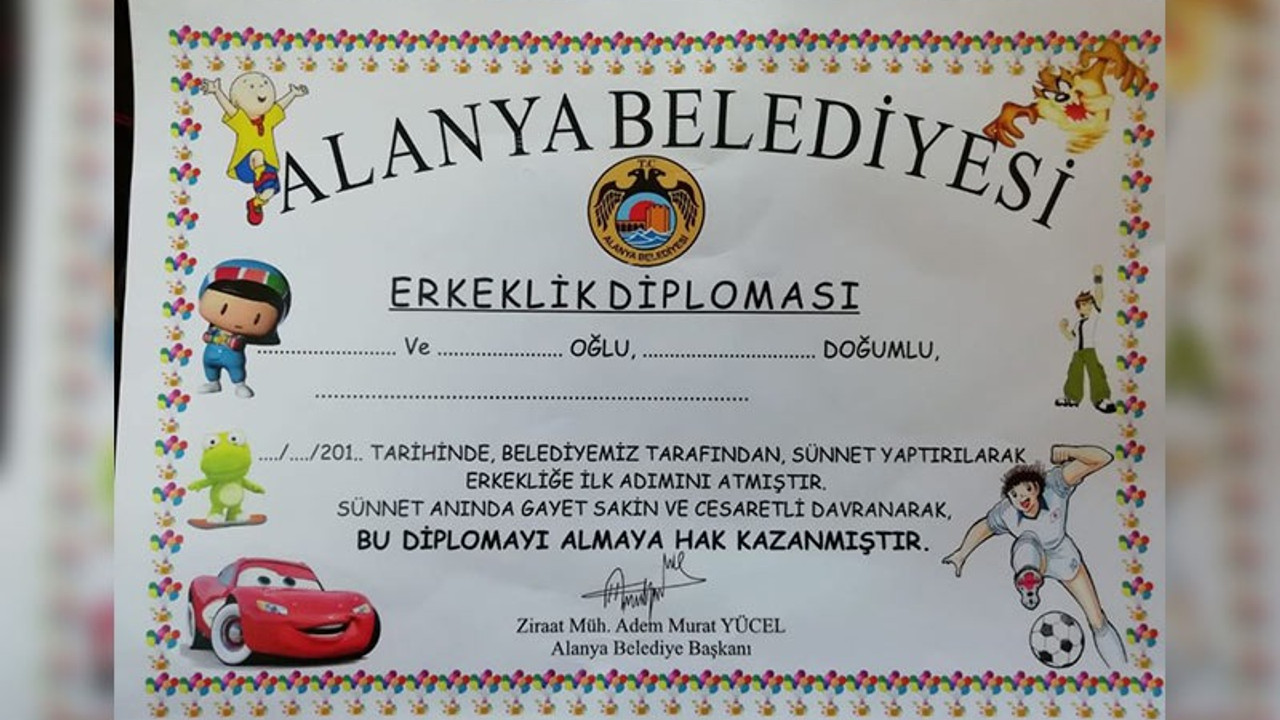 ALANYA BELEDİYESİ
T.C
ALANYA BELEDİYESİ
ERKEKLİK DİPLOMASI
........................ Ve ...................... OĞLU, .............................. DOĞUMLU,
...........................................................................
..../..../201.. TARİHİNDE, BELEDİYEMİZ TARAFINDAN, SÜNNET YAPTIRILARAK
ERKEKLİĞE İLK ADIMINI ATMIŞTIR.
SÜNNET ANINDA GAYET SAKİN VE CESARETLİ DAVRANARAK,
BU DİPLOMAYI ALMAYA HAK KAZANMIŞTIR.
Ziraat Müh. Adem Murat YÜCEL
Alanya Belediye Başkanı